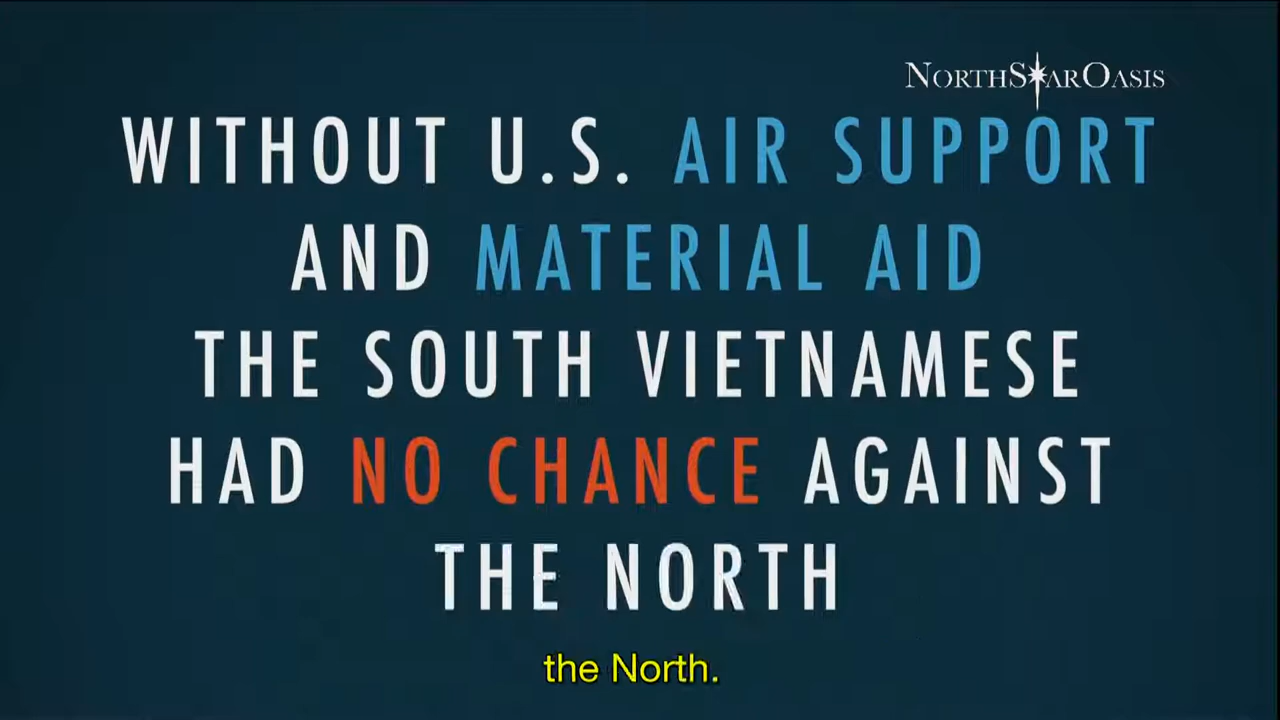 NORTHSTAROASIS
WITHOUT U.S. AIR SUPPORT
AND MATERIAL AID
THE SOUTH VIETNAMESE
HAD NO CHANCE AGAINST
THE NORTH
the North.